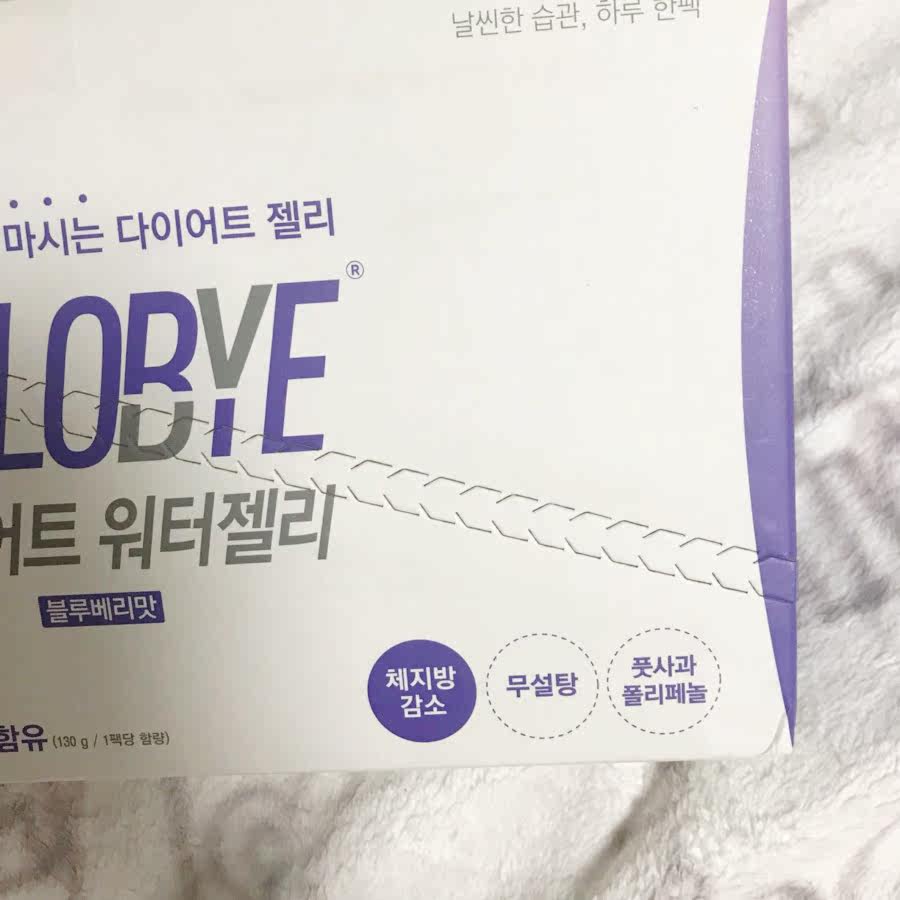 날씬한 습관, 하루 한팩
마시는 다이어트 젤리
LOBYE®
어트 워터젤리
블루베리맛
체지방
감소
무설탕
풋사과
폴리페놀
함유 (130 g / 1팩당 함량)